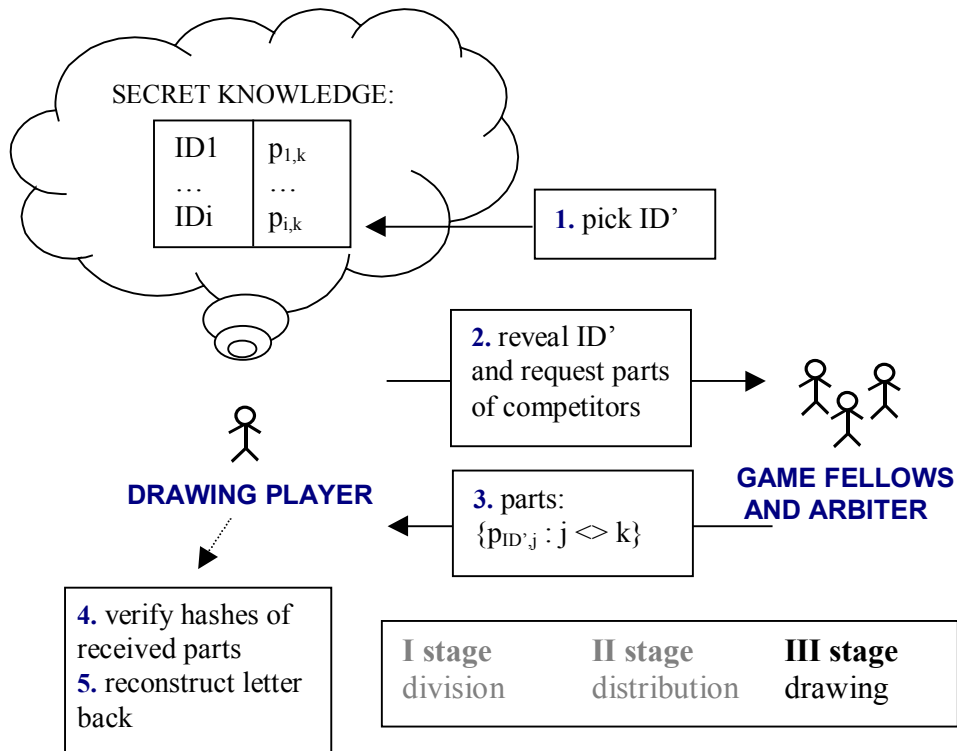 SECRET KNOWLEDGE:
ID1 p1,k
… …
IDi pi,k
1. pick ID’
2. reveal ID’
and request parts
of competitors
DRAWING PLAYER
GAME FELLOWS
AND ARBITER
3. parts:
{pID’,j : j <> k}
4. verify hashes of
received parts
5. reconstruct letter
back
I stage II stage III stage
division distribution drawing